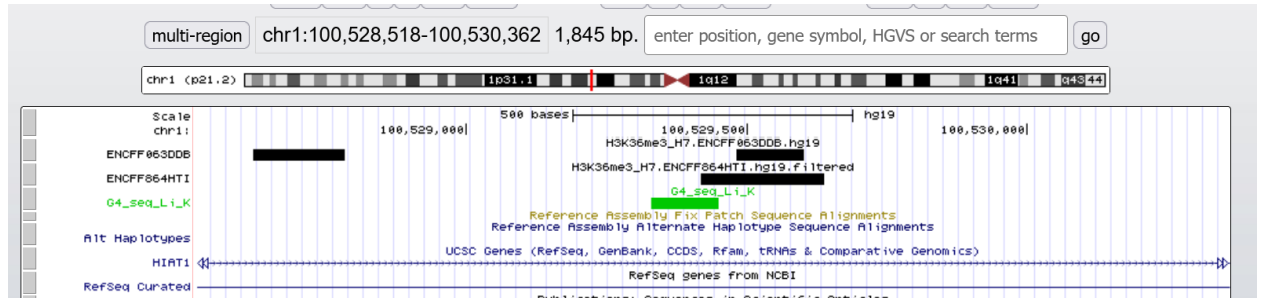 multi-region chr1:100,528,518-100,530,362 1,845 bp. enter position, gene symbol, HGVS or search terms go
chr1 (p21.2) 1p31.1 1q12 1q41 q43 44
Scale 500 bases hg19
chr1: 100,529,000 100,529,500 100,530,000
H3K36me3_H7.ENCFF063DDB.hg19
ENCFF063DDB
H3K36me3_H7.ENCFF864HTI.hg19.filtered
ENCFF864HTI
G4_seq_Li_K
G4_seq_Li_K
Reference Assembly Fix Patch Sequence Alignments
Reference Assembly Alternate Haplotype Sequence Alignments
Alt Haplotypes
UCSC Genes (RefSeq, GenBank, CCDS, Rfam, tRNAs & Comparative Genomics)
HIAT1
RefSeq genes from NCBI
RefSeq Curated